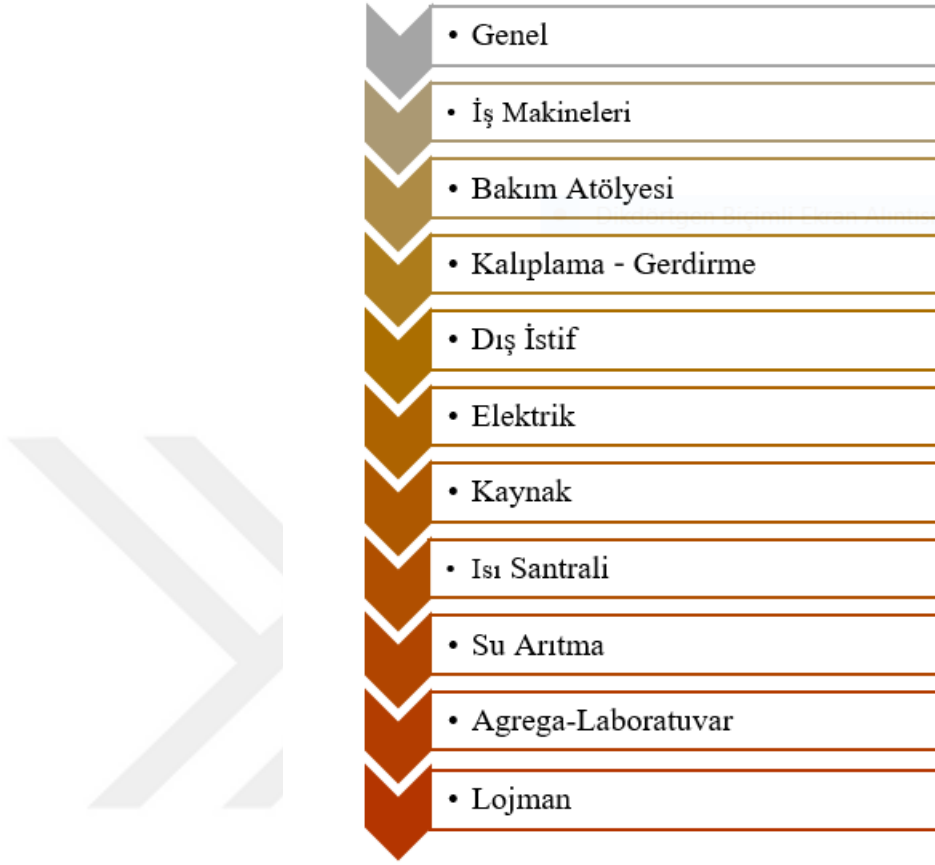 • Genel
• İş Makineleri
• Bakım Atölyesi
• Kalıplama - Gerdirme
• Dış İstif
• Elektrik
• Kaynak
• Isı Santrali
• Su Arıtma
• Agrega-Laboratuvar
• Lojman